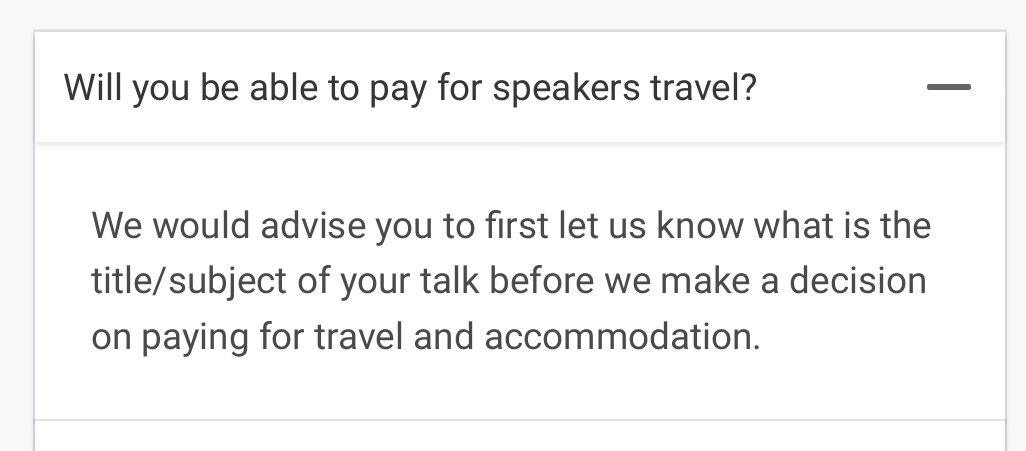 Will you be able to pay for speakers travel?
We would advise you to first let us know what is the
title/subject of your talk before we make a decision
on paying for travel and accommodation.